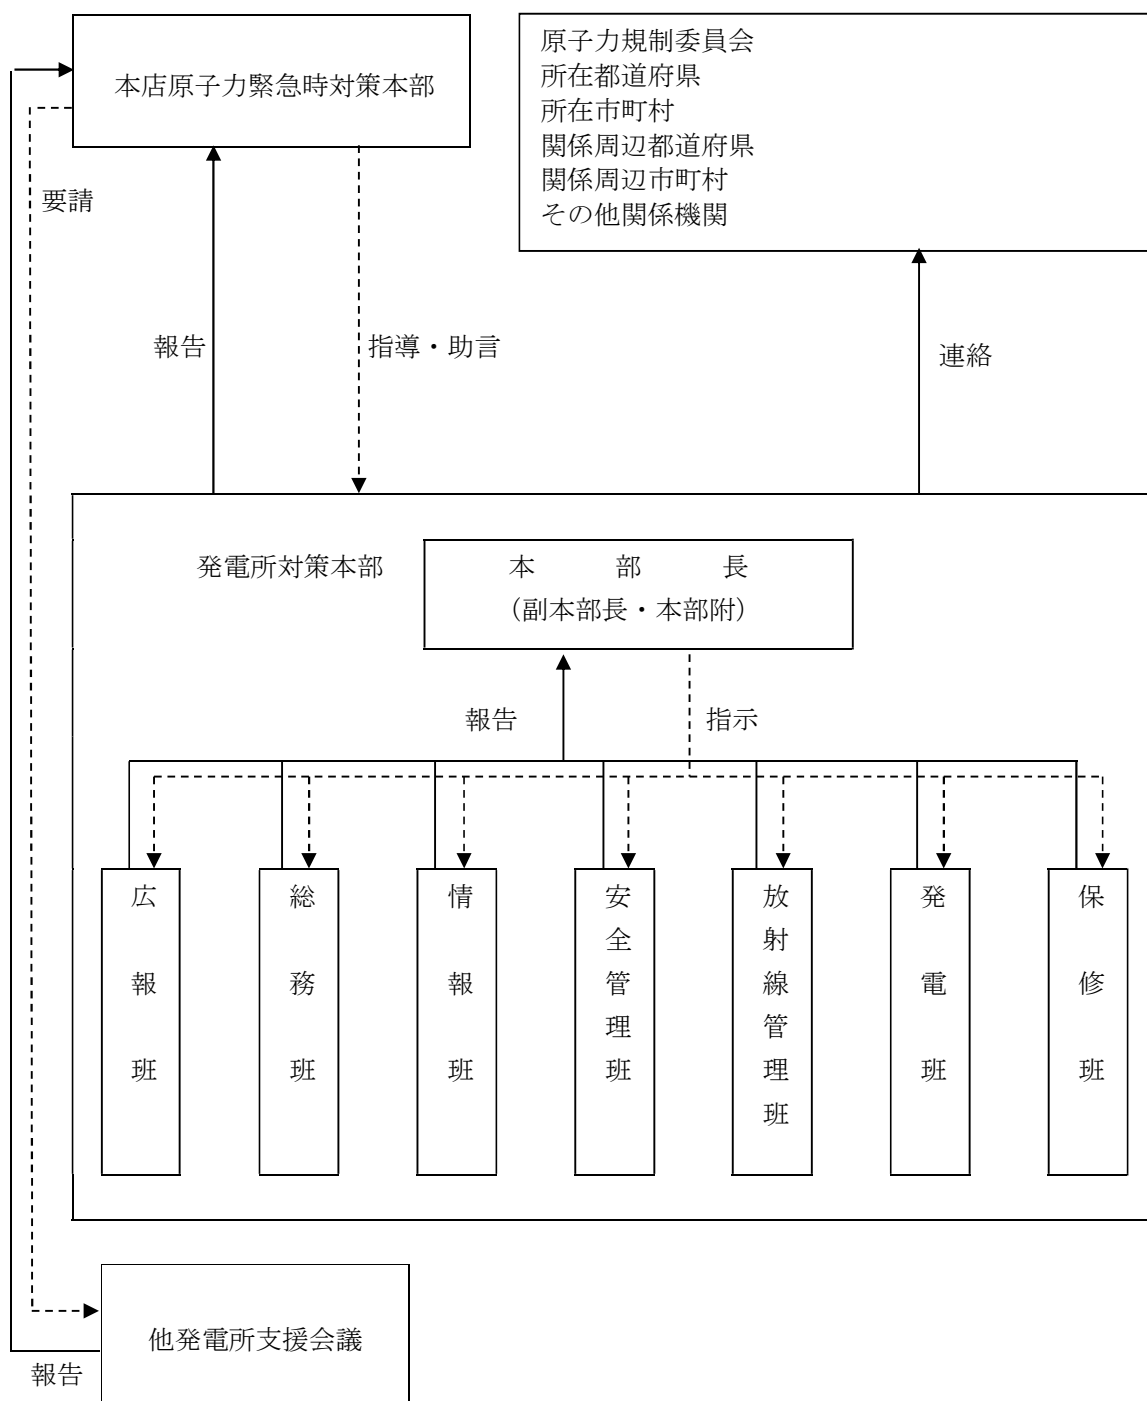 本店原子力緊急時対策本部
原子力規制委員会
所在都道府県
所在市町村
関係周辺都道府県
関係周辺市町村
その他関係機関
要請
報告
指導・助言
連絡
発電所対策本部
本部長
（副本部長・本部附）
報告
指示
広報班
総務班
情報班
安全管理班
放射線管理班
発電班
保修班
他発電所支援会議
報告